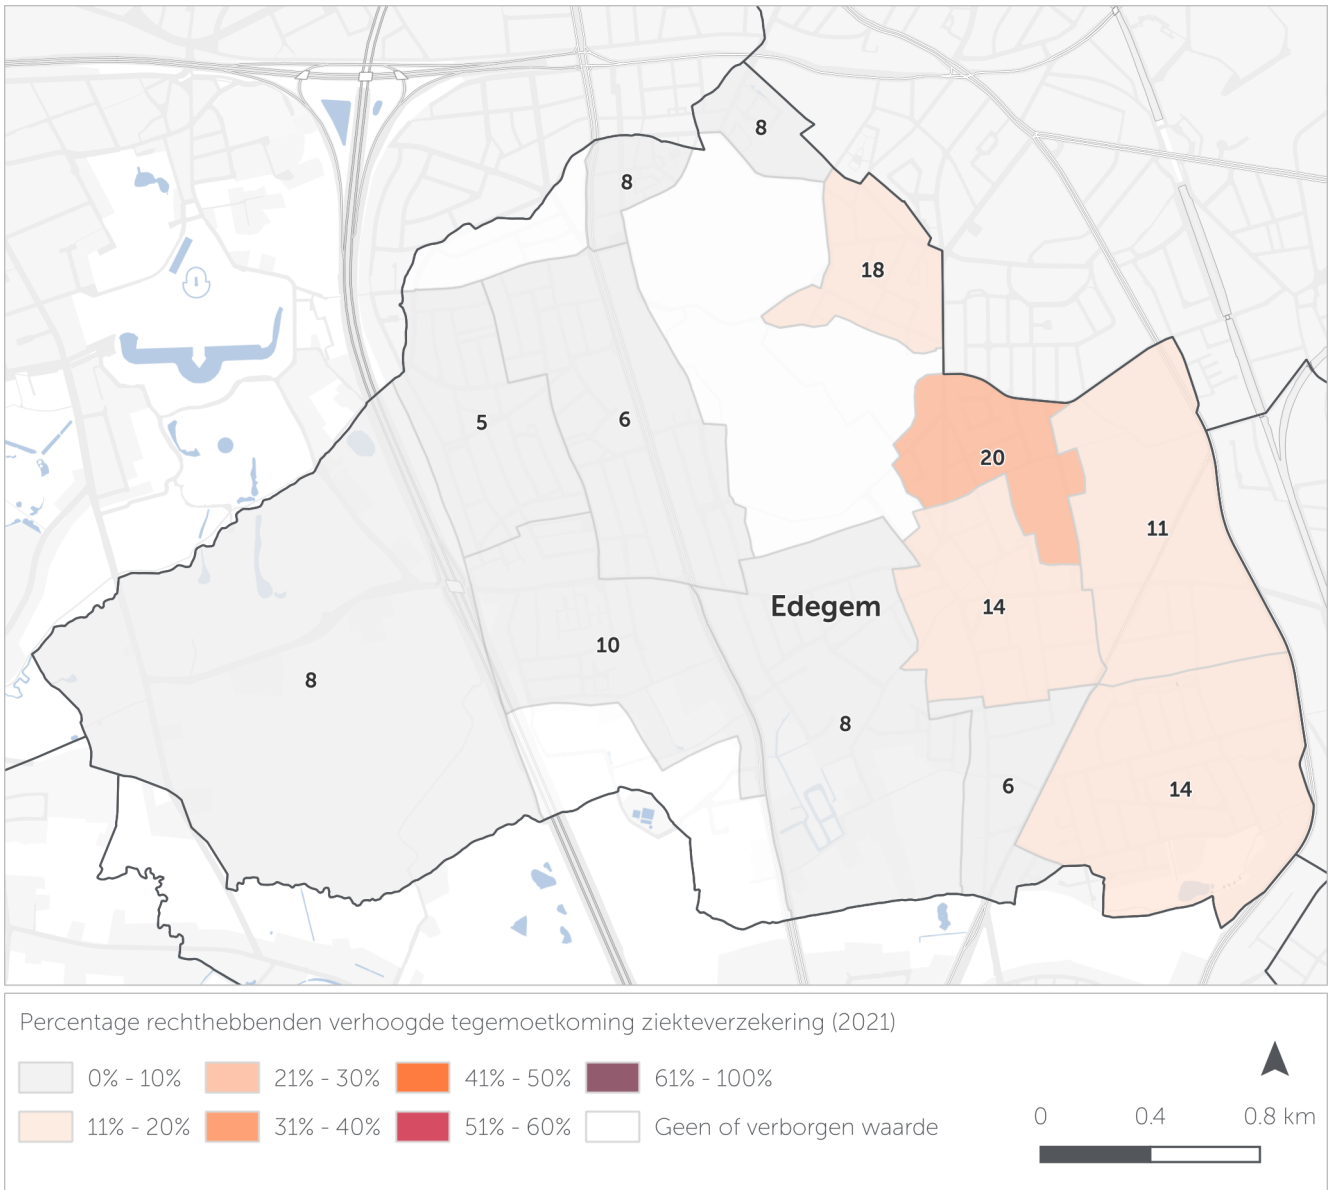 8
8
18
5
6
20
11
Edegem
14
10
8
8
6
14
Percentage rechthebbenden verhoogde tegemoetkoming ziekteverzekering (2021)
0% - 10% 21% - 30% 41% - 50% 61% - 100%
11% - 20% 31% - 40% 51% - 60% Geen of verborgen waarde
0 0.4 0.8 km